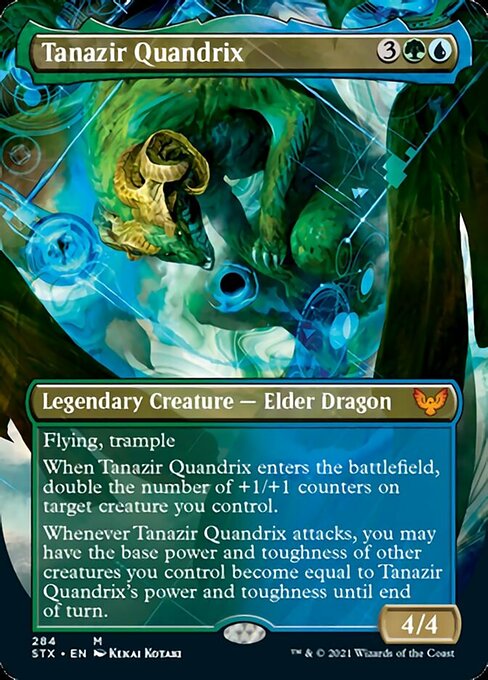 Tanazir Quandrix 3
Legendary Creature — Elder Dragon
Flying, trample
When Tanazir Quandrix enters the battlefield,
double the number of +1/+1 counters on
target creature you control.
Whenever Tanazir Quandrix attacks, you may
have the base power and toughness of other
creatures you control become equal to Tanazir
Quandrix's power and toughness until end
of turn.
4/4
284 M
STX • EN Kekai Kotaki
™ & © 2021 Wizards of the Coast